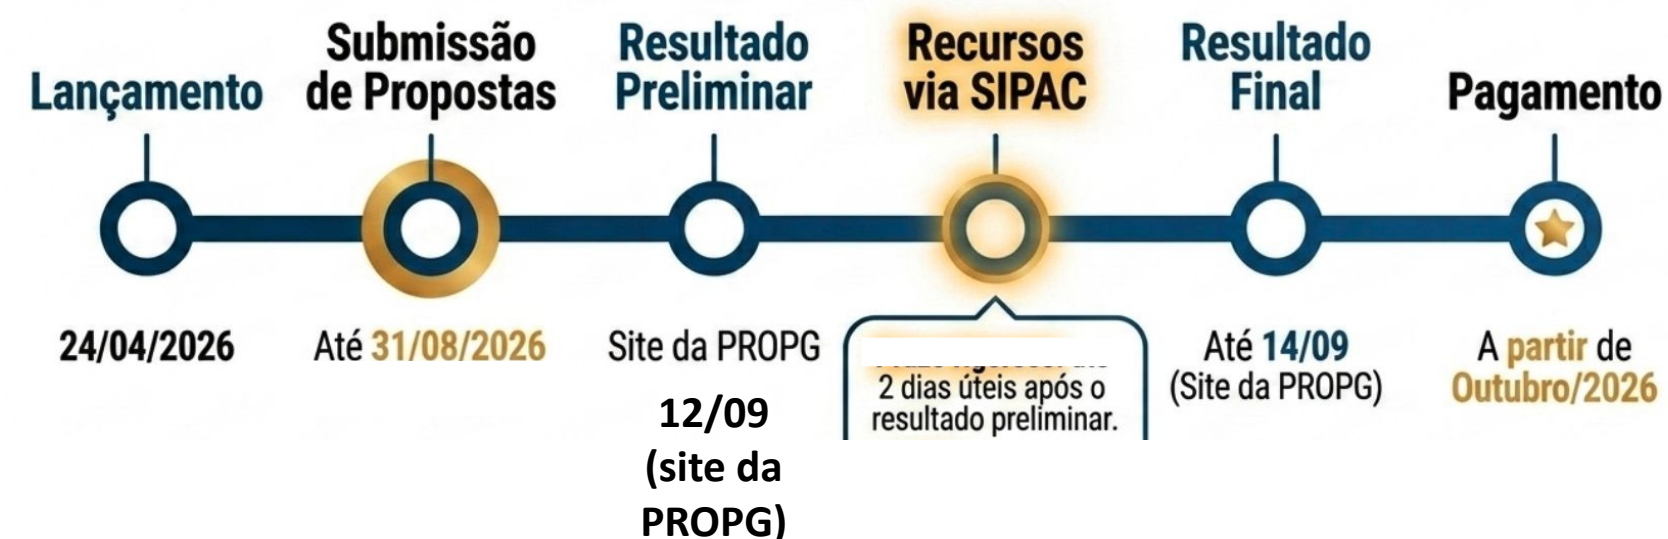 Lançamento
24/04/2026
Submissão
de Propostas
Até 31/08/2026
Resultado
Preliminar
Site da PROPG
12/09
(site da
PROPG)
Recursos
via SIPAC
2 dias úteis após o
resultado preliminar.
Resultado
Final
Até 14/09
(Site da PROPG)
Pagamento
A partir de
Outubro/2026